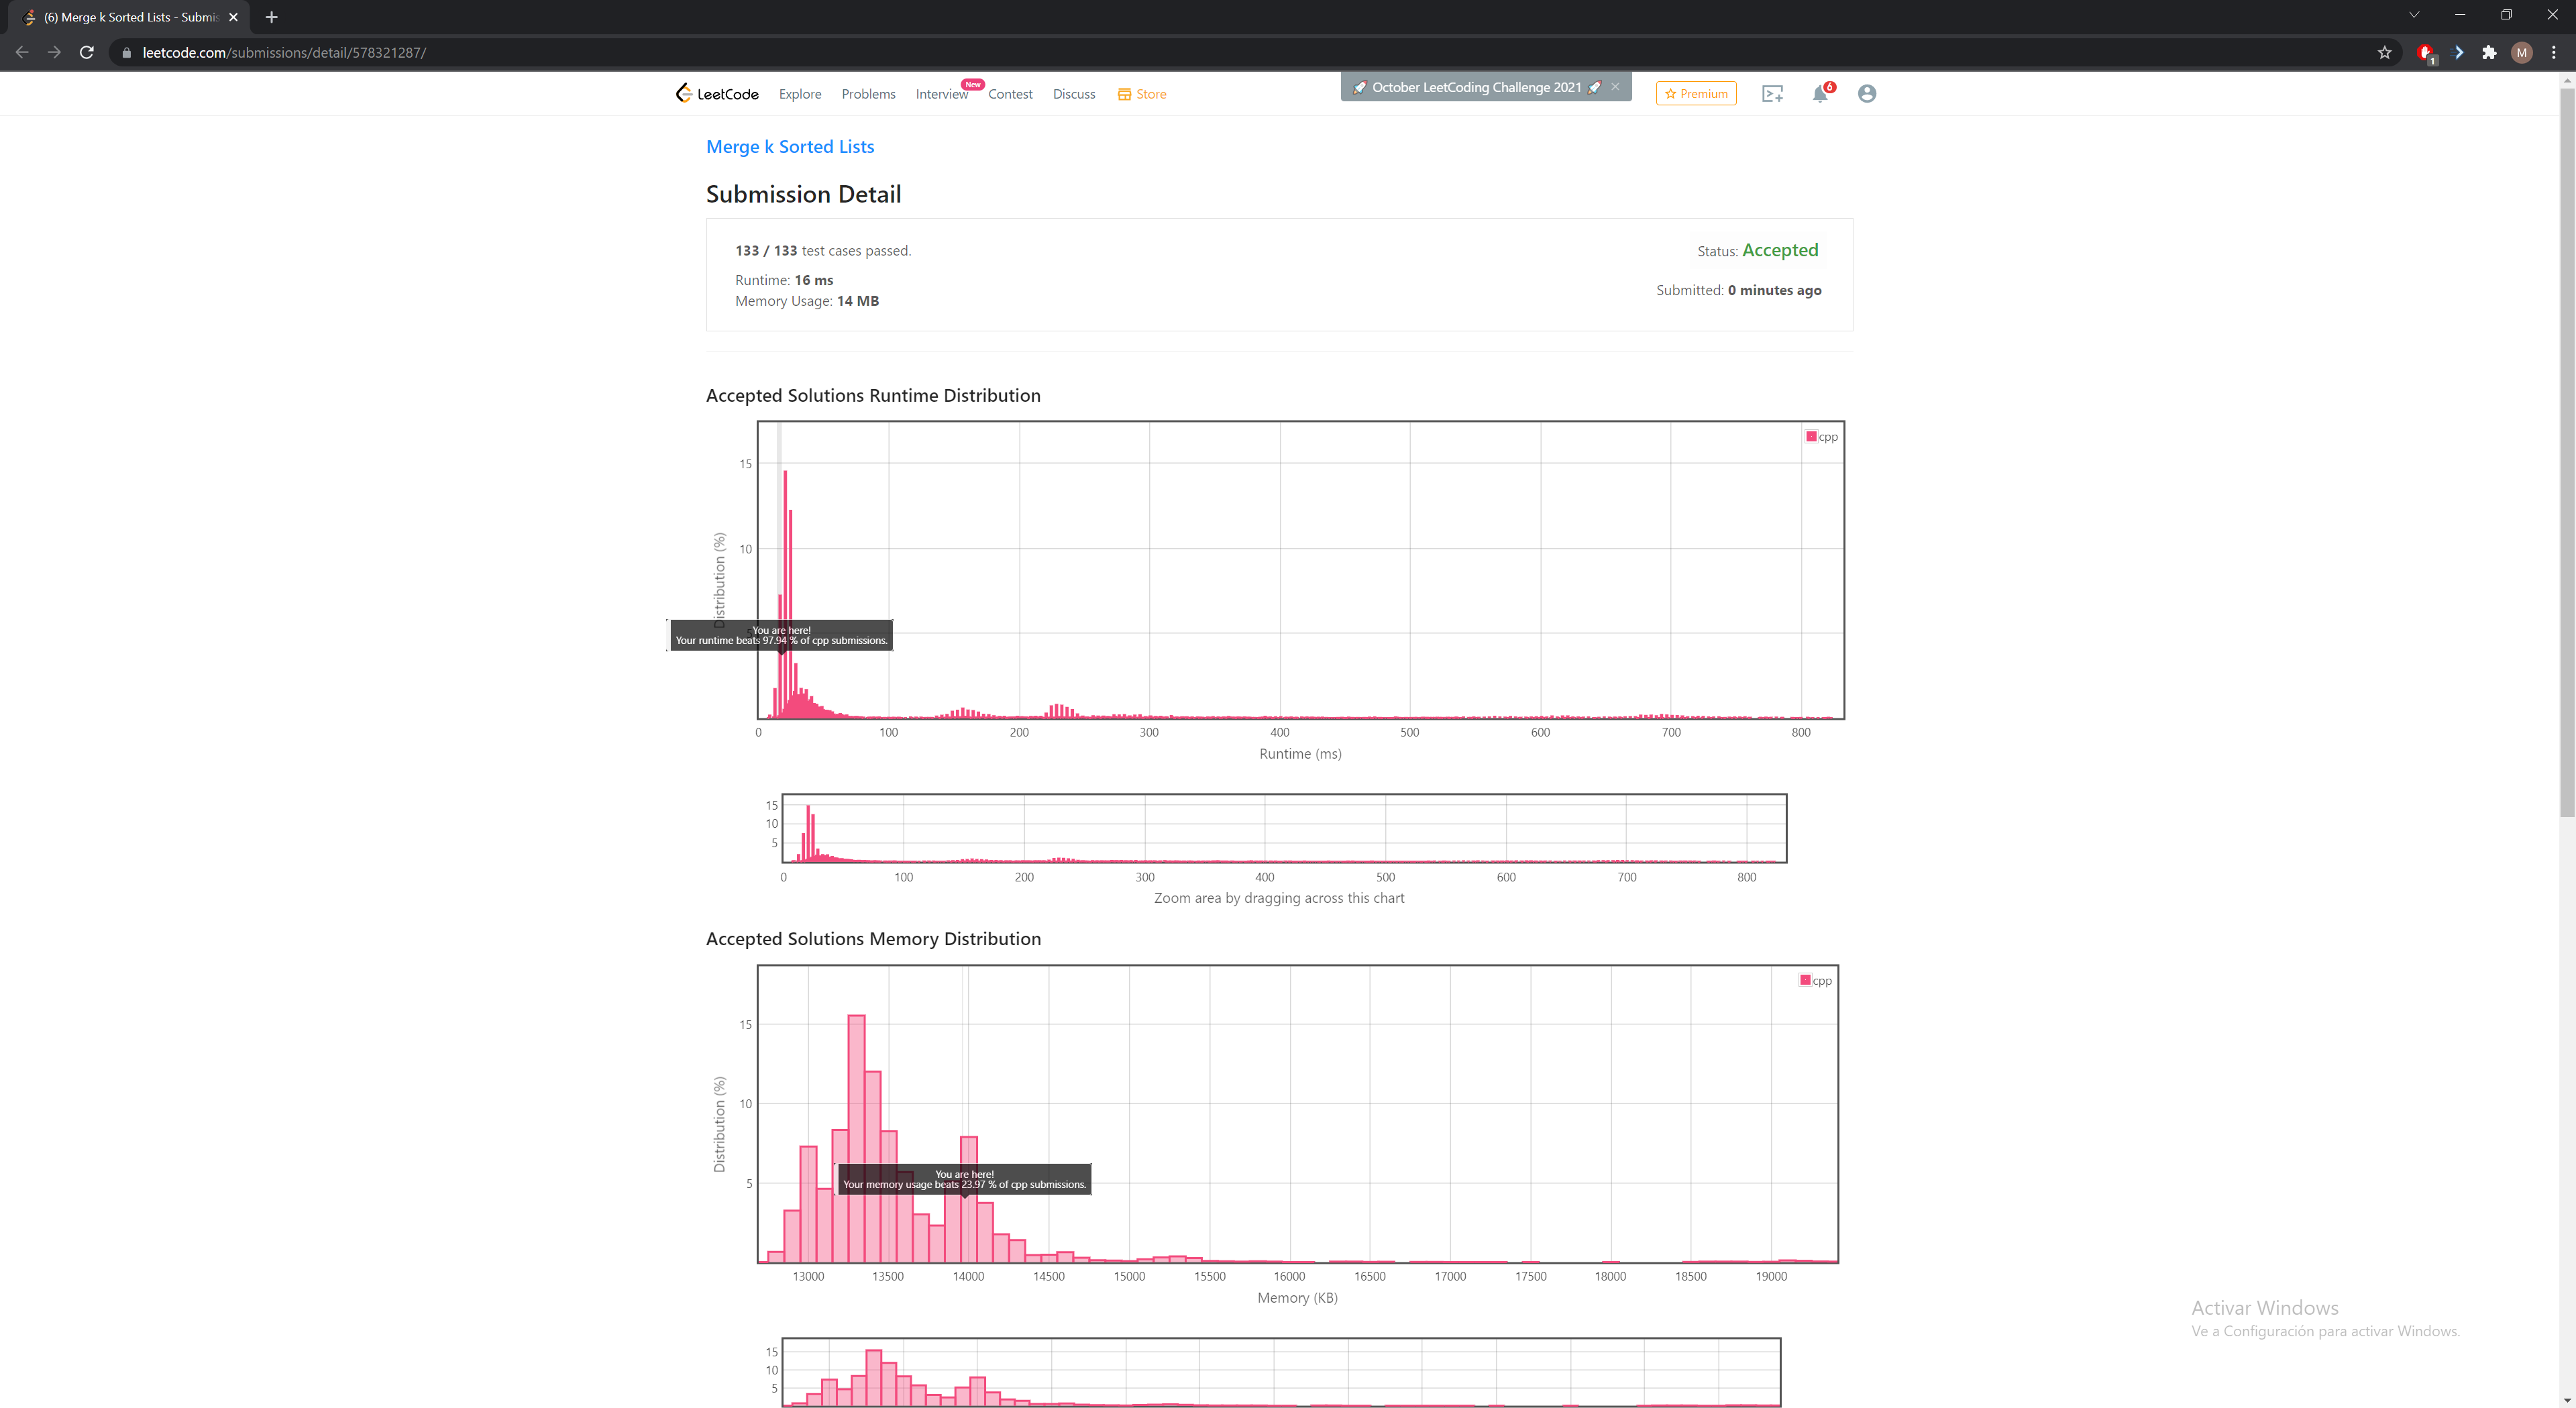 (6) Merge k Sorted Lists - Submis
leetcode.com/submissions/detail/578321287/
1
M
LeetCode
Explore
Problems
Interview
New
Contest
Discuss
Store
October LeetCoding Challenge 2021
Premium
6
Merge k Sorted Lists
Submission Detail
133 / 133 test cases passed.
Status: Accepted
Runtime: 16 ms
Memory Usage: 14 MB
Submitted: 0 minutes ago
Accepted Solutions Runtime Distribution
cpp
15
10
5
Distribution (%)
You are here!
Your runtime beats 97.94 % of cpp submissions.
0 100 200 300 400 500 600 700 800
Runtime (ms)
15
10
5
0 100 200 300 400 500 600 700 800
Zoom area by dragging across this chart
Accepted Solutions Memory Distribution
cpp
15
10
5
Distribution (%)
You are here!
Your memory usage beats 23.97 % of cpp submissions.
13000 13500 14000 14500 15000 15500 16000 16500 17000 17500 18000 18500 19000
Memory (KB)
Activar Windows
Ve a Configuración para activar Windows.
15
10
5